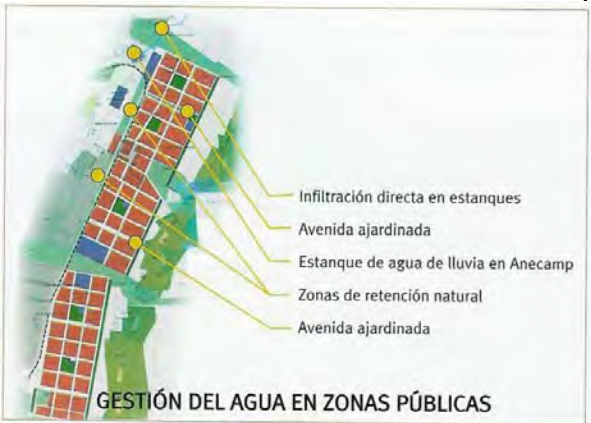 Infiltración directa en estanques
Avenida ajardinada
Estanque de agua de lluvia en Anecamp
Zonas de retención natural
Avenida ajardinada
GESTIÓN DEL AGUA EN ZONAS PÚBLICAS